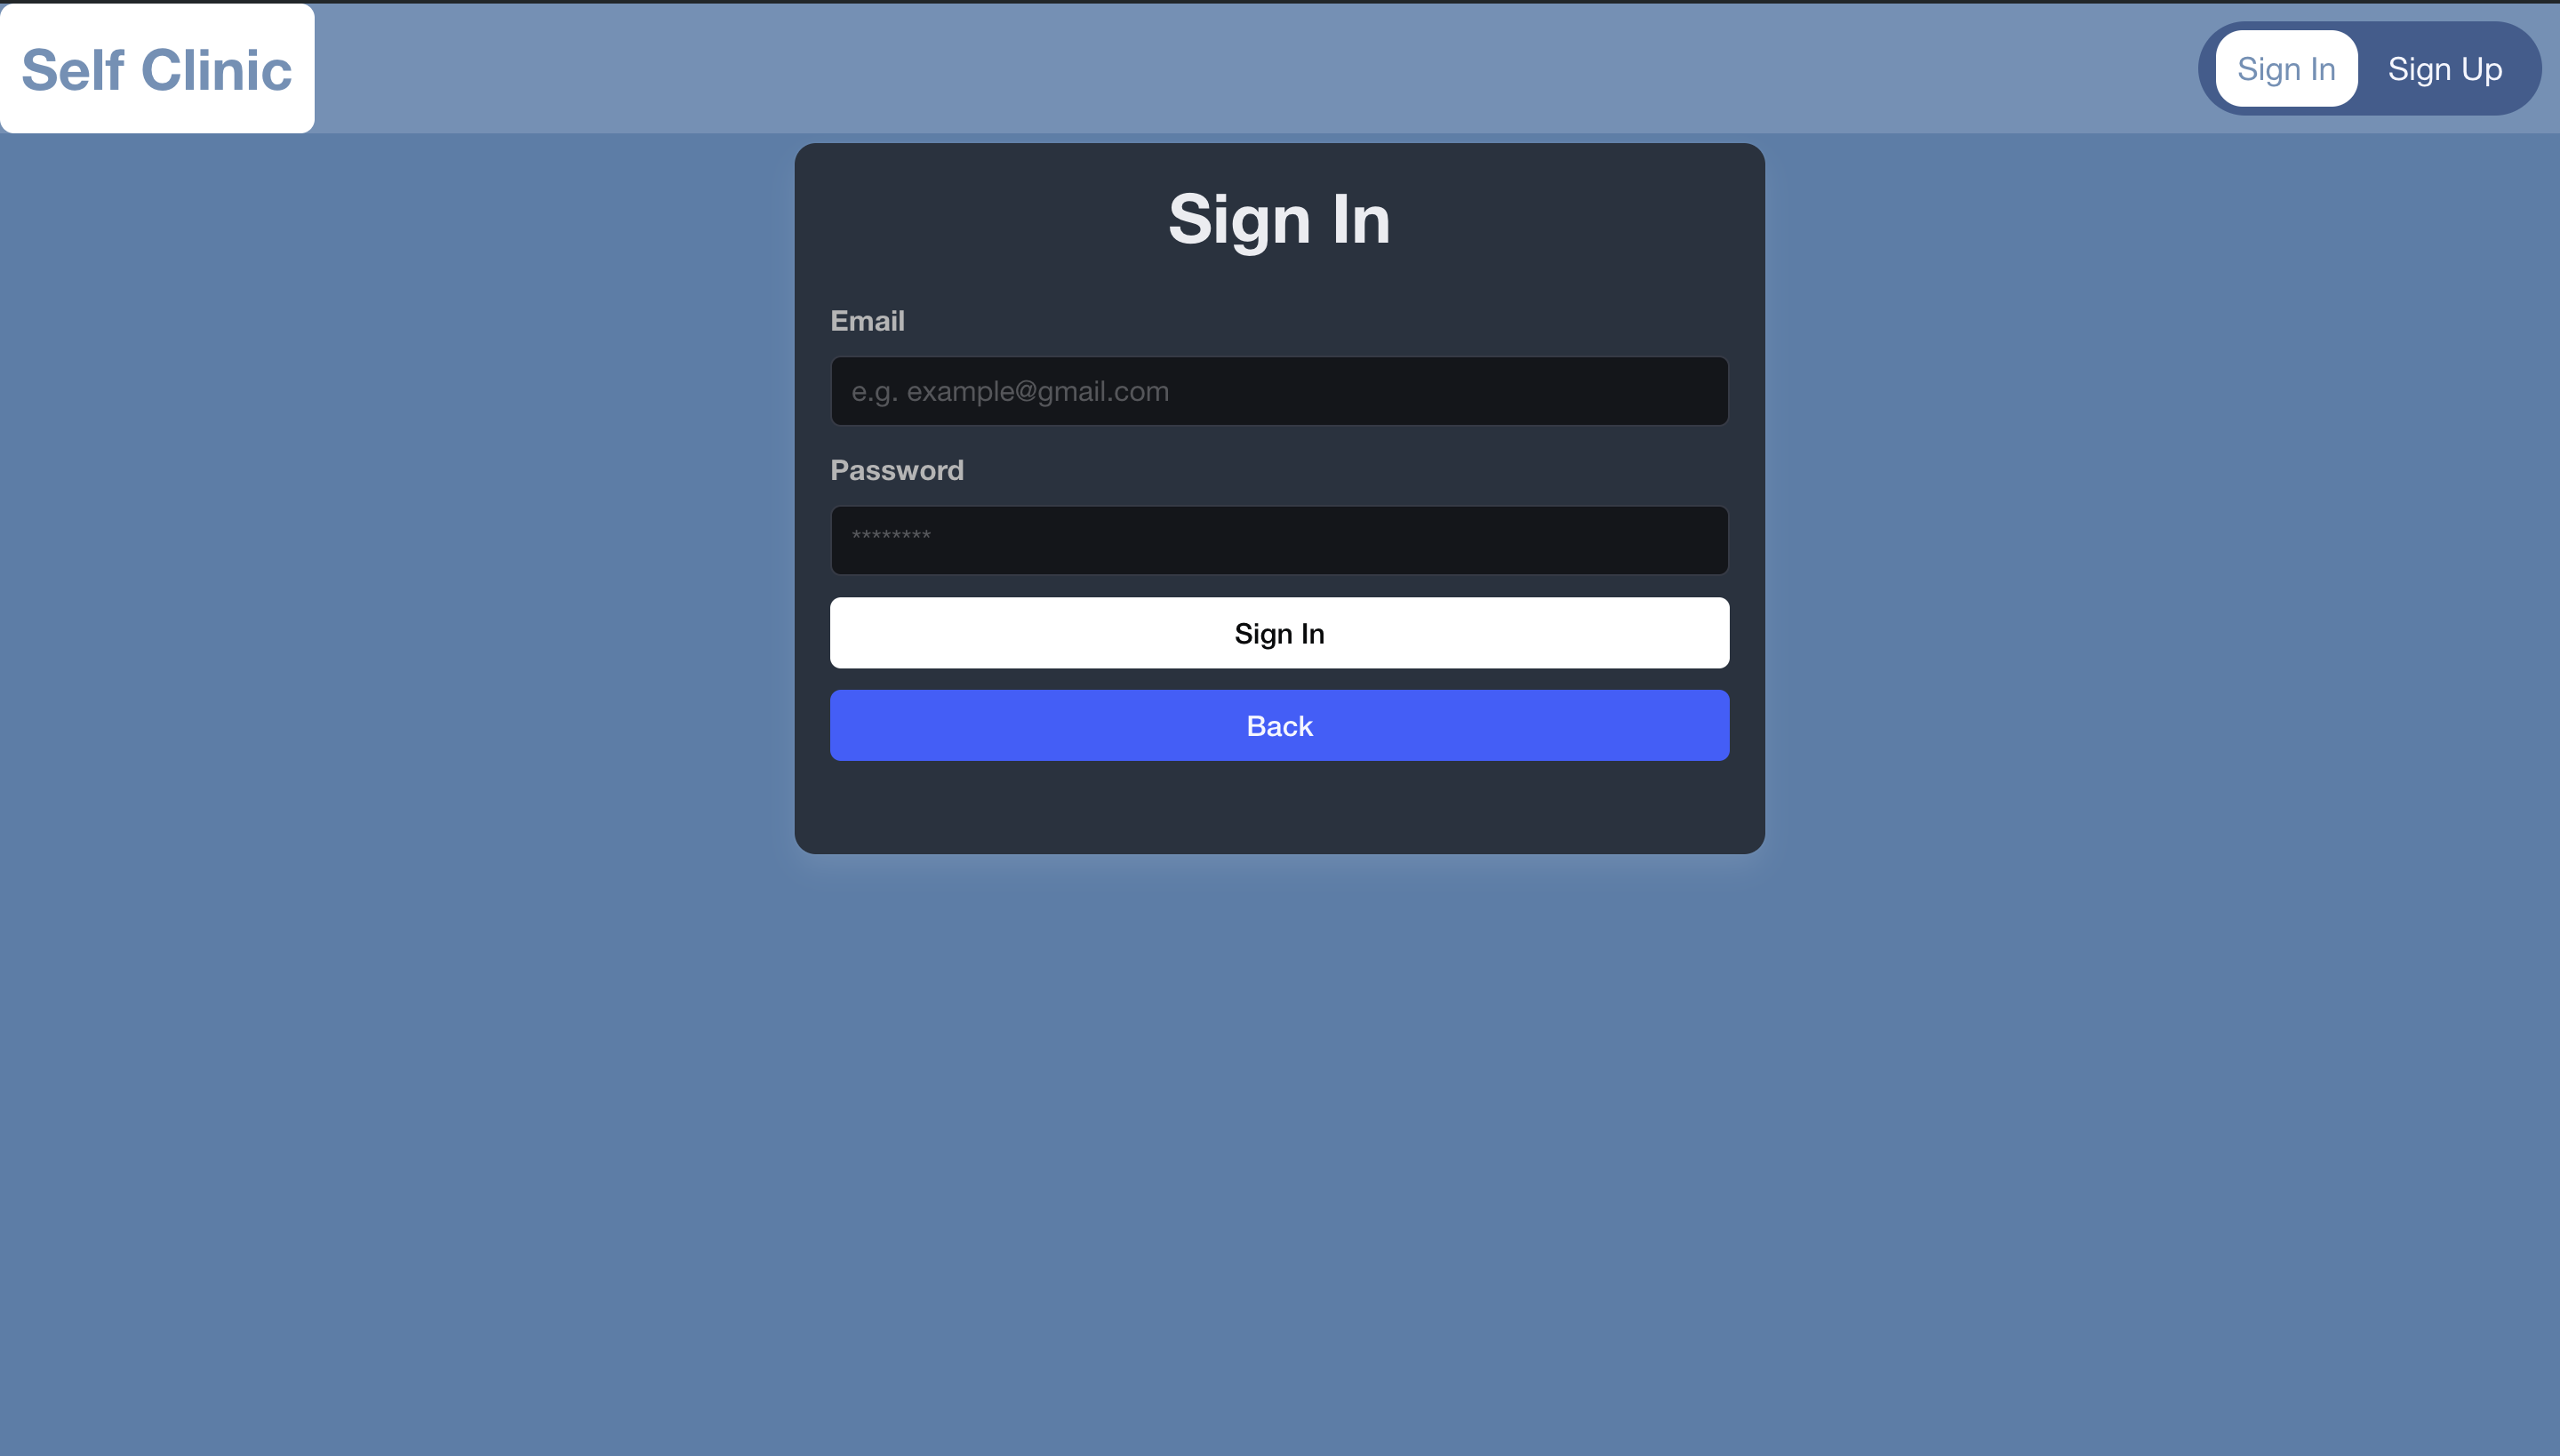 Self Clinic
Sign In
Sign Up
Sign In
Email
e.g. example@gmail.com
Password
********
Sign In
Back